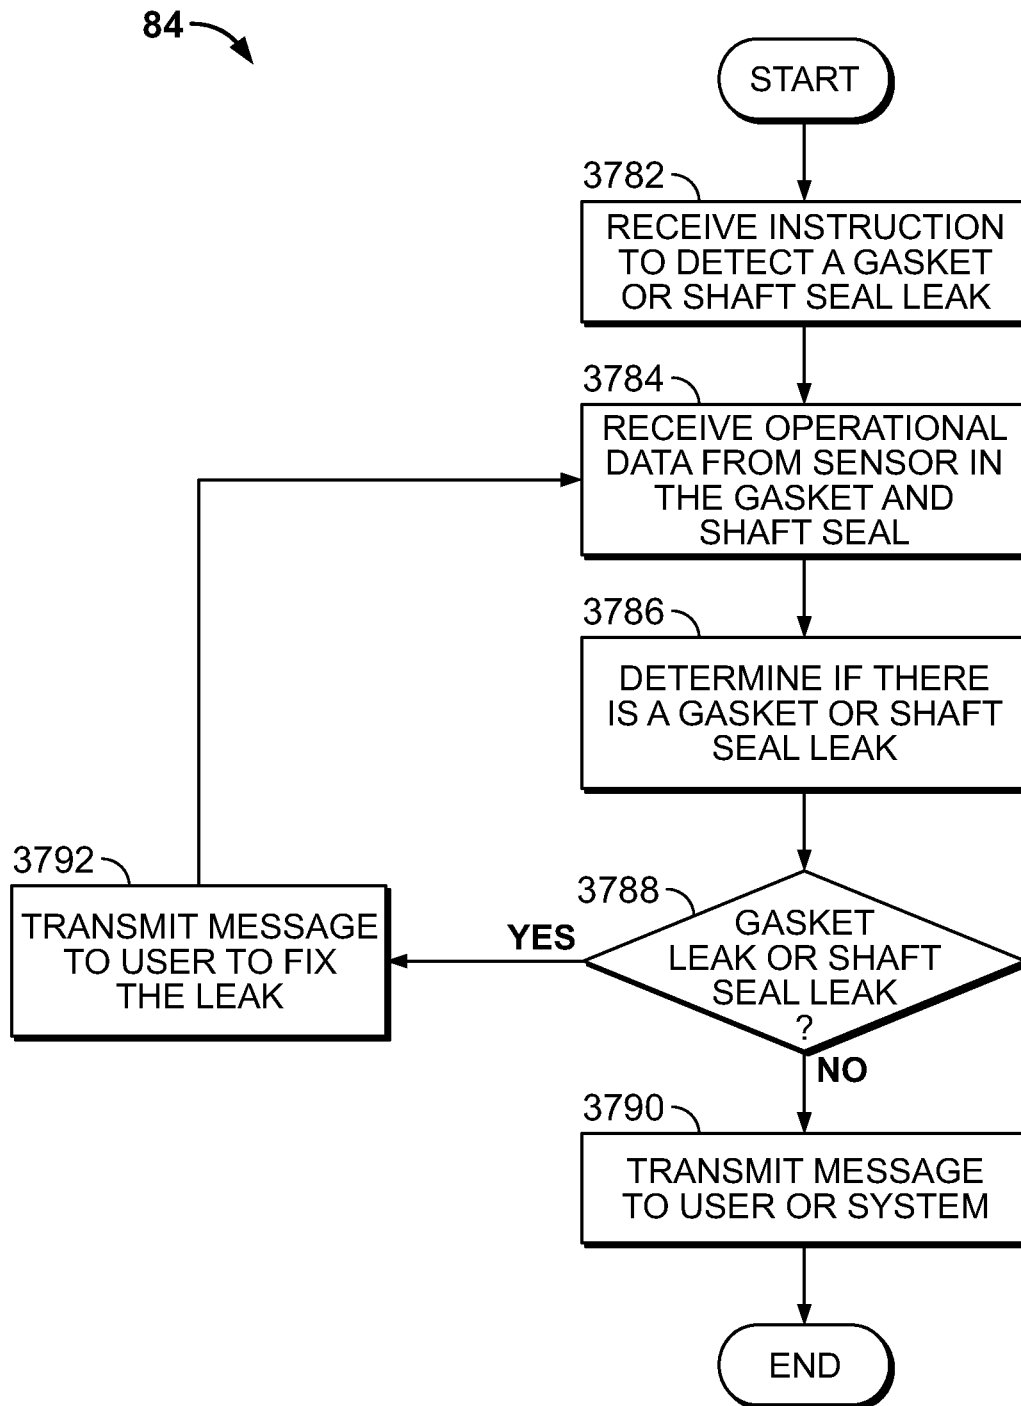 84
START
3782
RECEIVE INSTRUCTION
TO DETECT A GASKET
OR SHAFT SEAL LEAK
3784
RECEIVE OPERATIONAL
DATA FROM SENSOR IN
THE GASKET AND
SHAFT SEAL
3786
DETERMINE IF THERE
IS A GASKET OR SHAFT
SEAL LEAK
3788
GASKET
LEAK OR SHAFT
SEAL LEAK
?
YES
3792
TRANSMIT MESSAGE
TO USER TO FIX
THE LEAK
NO
3790
TRANSMIT MESSAGE
TO USER OR SYSTEM
END